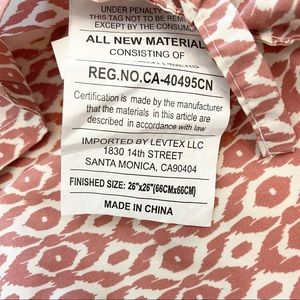 UNDER PENALTY
THIS TAG NOT TO BE REM
EXCEPT BY THE CONSUM
ALL NEW MATERIAL
CONSISTING OF
REG.NO.CA-40495CN
Certification is made by the manufacturer
that the materials in this article are
described in accordance with law
IMPORTED BY LEVTEX LLC
1830 14TH STREET
SANTA MONICA, CA90404
FINISHED SIZE: 26"x26"(66CMx66CM)
MADE IN CHINA